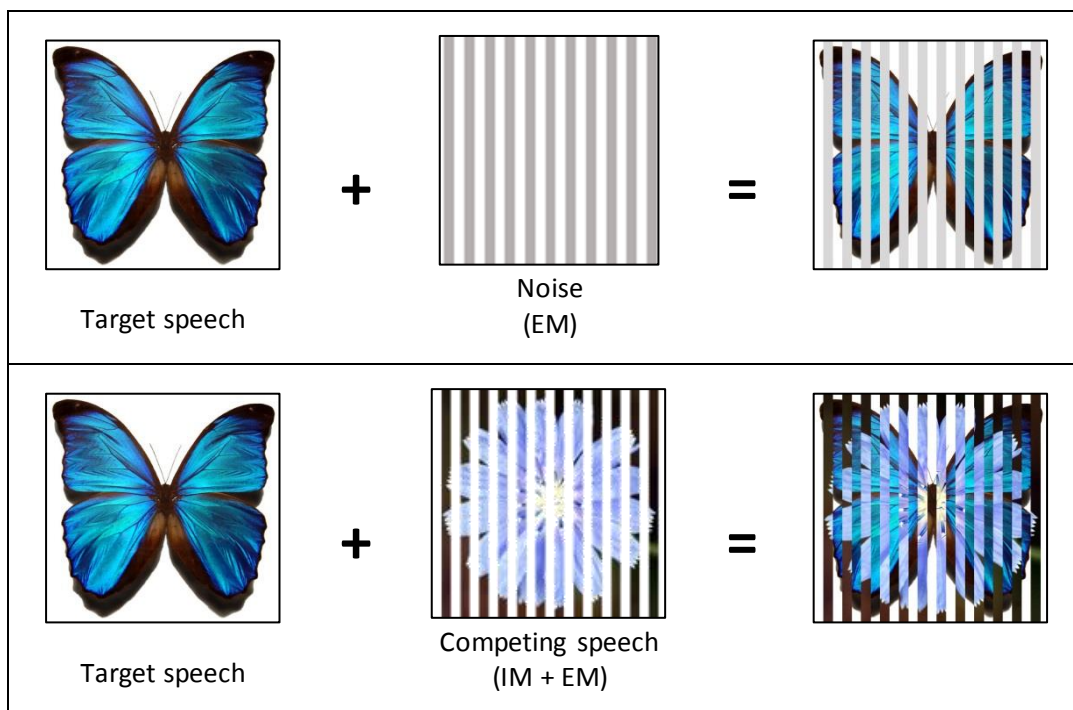 +
=
Noise
(EM)
Target speech
+
=
Competing speech
(IM + EM)
Target speech